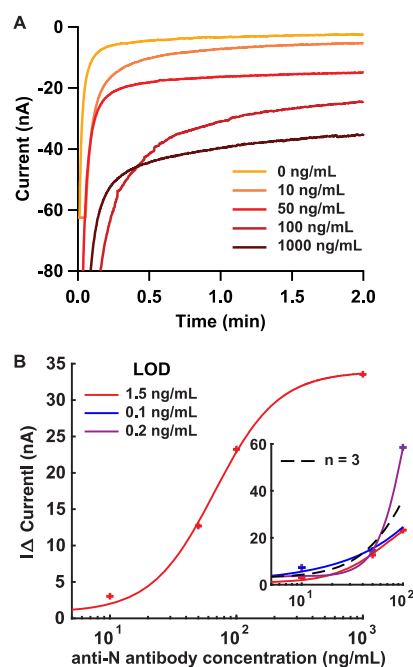 A
0
-20
-40
-60
-80
Current (nA)
0 ng/mL
10 ng/mL
50 ng/mL
100 ng/mL
1000 ng/mL
0.0 0.5 1.0 1.5 2.0
Time (min)
B
35
30
25
20
15
10
5
0
|Δ Current| (nA)
LOD
1.5 ng/mL
0.1 ng/mL
0.2 ng/mL
60
40
20
0
n = 3
10¹ 10²
10¹ 10² 10³
anti-N antibody concentration (ng/mL)